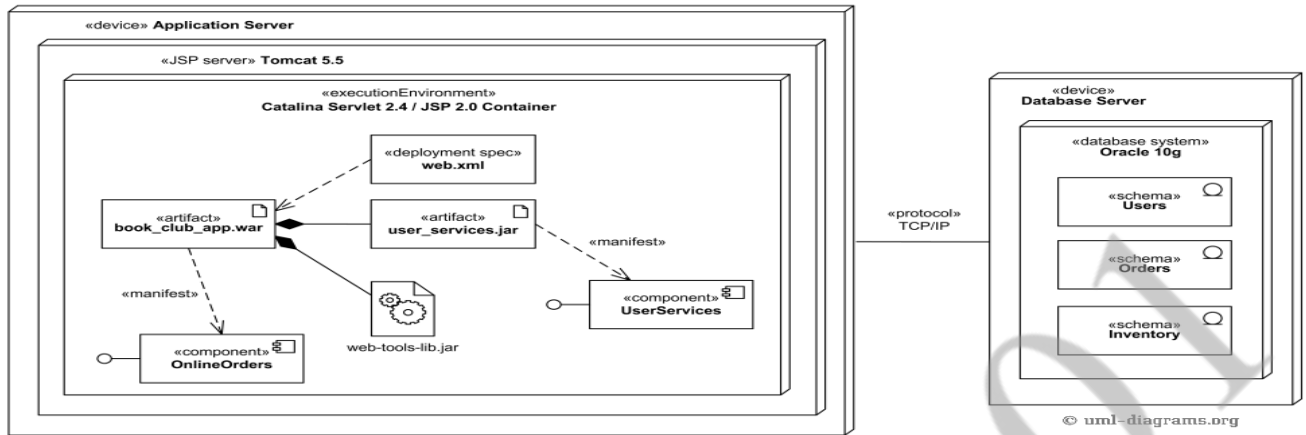 «device» Application Server
«JSP server» Tomcat 5.5
«executionEnvironment»
Catalina Servlet 2.4 / JSP 2.0 Container
«deployment spec»
web.xml
«artifact»
book_club_app.war
«artifact»
user_services.jar
«manifest»
«manifest»
«component»
UserServices
web-tools-lib.jar
«component»
OnlineOrders
«protocol»
TCP/IP
«device»
Database Server
«database system»
Oracle 10g
«schema»
Users
«schema»
Orders
«schema»
Inventory
© uml-diagrams.org